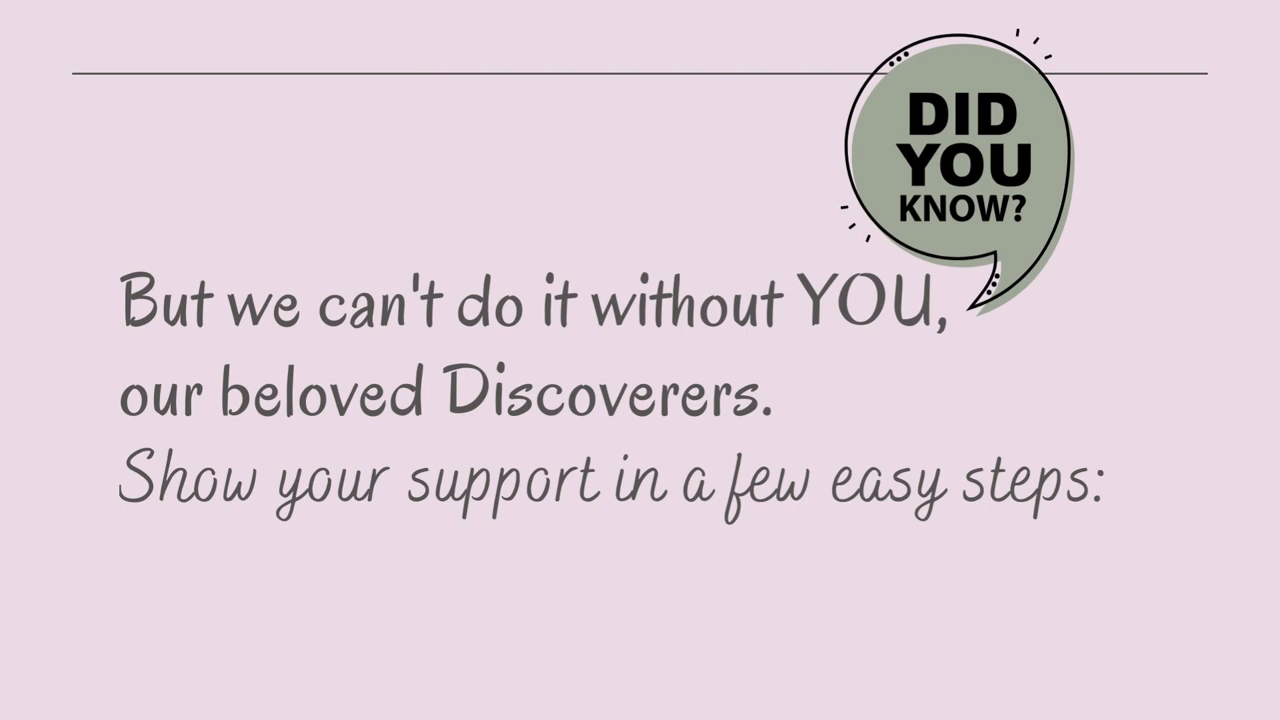 DID
YOU
KNOW?
But we can't do it without YOU,
our beloved Discoverers.
Show your support in a few easy steps: